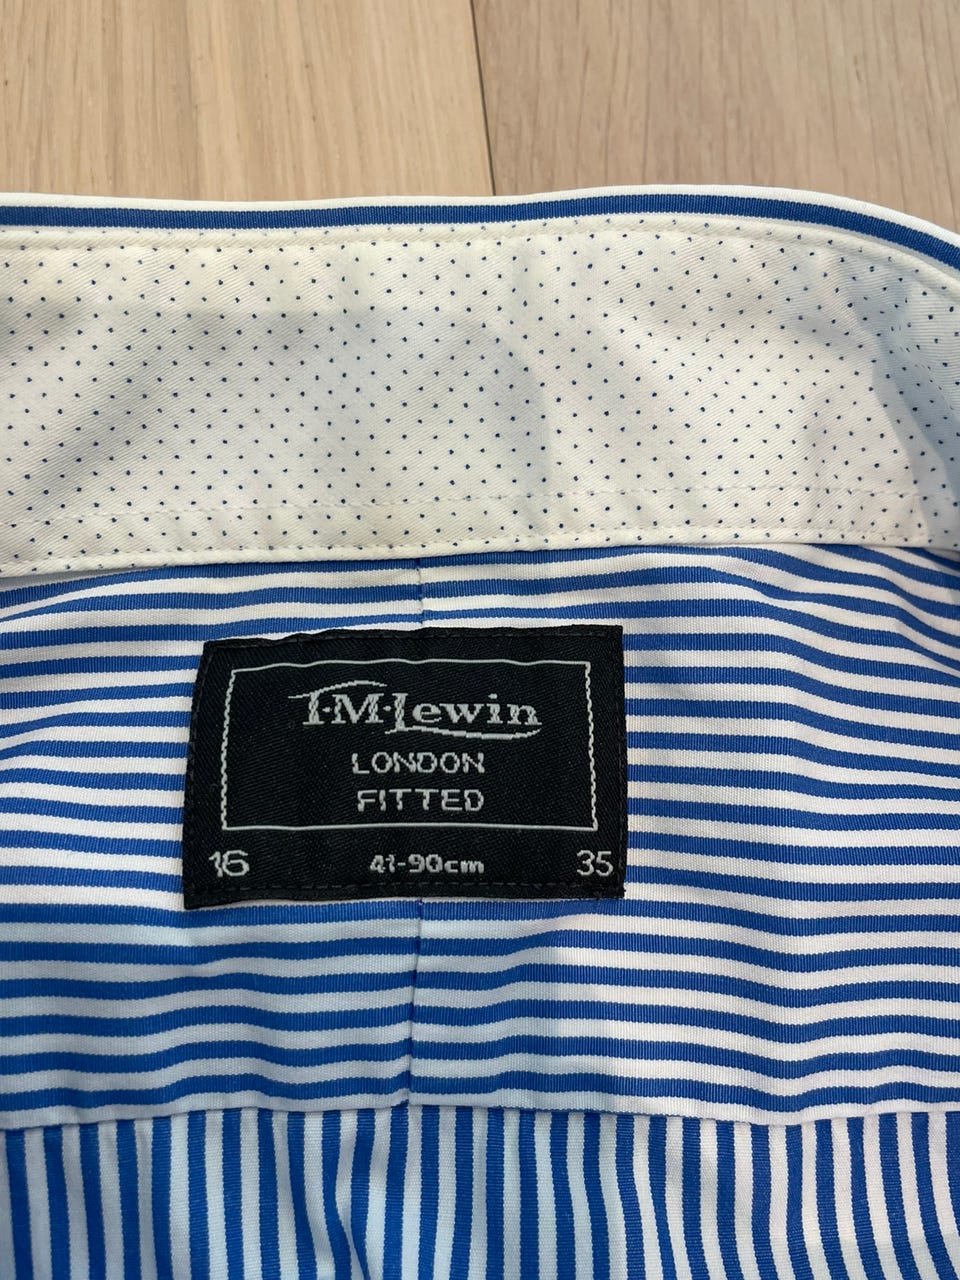 T·M·Lewin
LONDON
FITTED
16 41-90cm 35